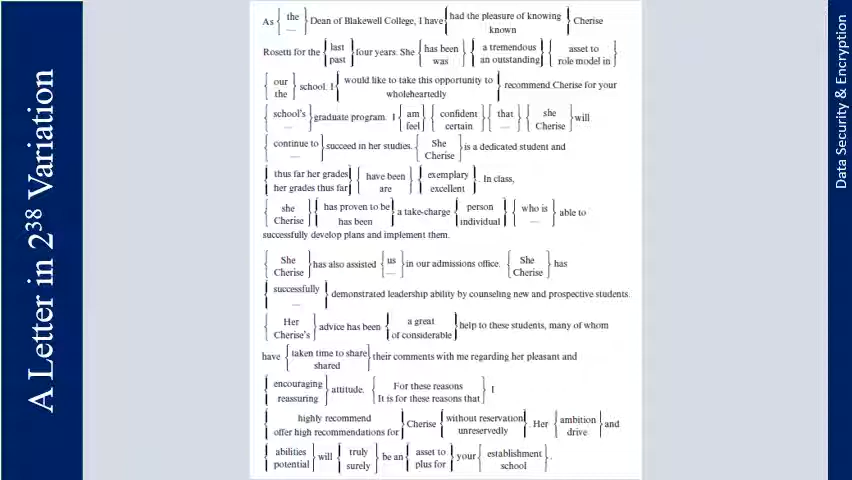 A Letter in 2^38 Variation
As { the / — } Dean of Blakewell College, I have { had the pleasure of knowing / known } Cherise
Rosetti for the { last / past } four years. She { has been / was } { a tremendous / an outstanding } { asset to / role model in }
{ our / the } school. I { would like to take this opportunity to / wholeheartedly } recommend Cherise for your
{ school's / — } graduate program. I { am / feel } { confident / certain } { that / — } { she / Cherise } will
{ continue to / — } succeed in her studies. { She / Cherise } is a dedicated student and
{ thus far her grades / her grades thus far } { have been / are } { exemplary / excellent } . In class,
{ she / Cherise } { has proven to be / has been } a take-charge { person / individual } { who is / — } able to
successfully develop plans and implement them.
{ She / Cherise } has also assisted { us / — } in our admissions office. { She / Cherise } has
{ successfully / — } demonstrated leadership ability by counseling new and prospective students.
{ Her / Cherise's } advice has been { a great / of considerable } help to these students, many of whom
have { taken time to share / shared } their comments with me regarding her pleasant and
{ encouraging / reassuring } attitude. { For these reasons / It is for these reasons that } I
{ highly recommend / offer high recommendations for } Cherise { without reservation / unreservedly } . Her { ambition / drive } and
{ abilities / potential } will { truly / surely } be an { asset to / plus for } your { establishment / school } .
Data Security & Encryption